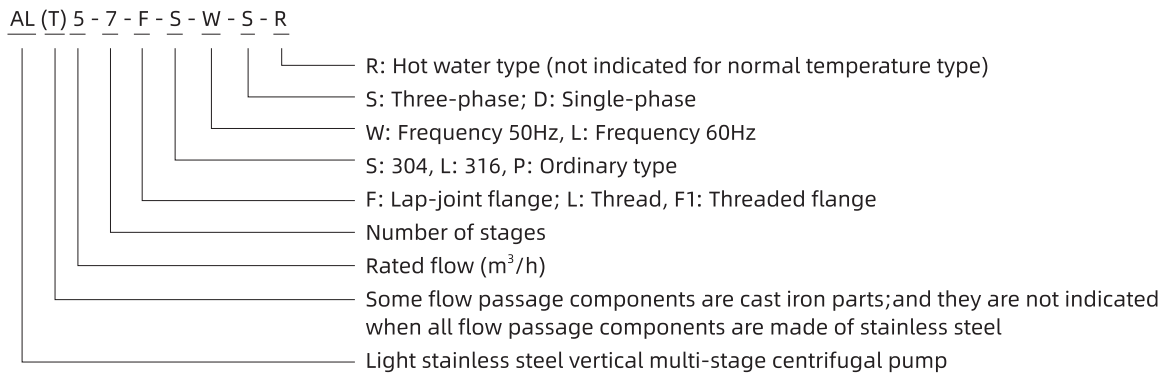 AL (T) 5 - 7 - F - S - W - S - R
R: Hot water type (not indicated for normal temperature type)
S: Three-phase; D: Single-phase
W: Frequency 50Hz, L: Frequency 60Hz
S: 304, L: 316, P: Ordinary type
F: Lap-joint flange; L: Thread, F1: Threaded flange
Number of stages
Rated flow (m³/h)
Some flow passage components are cast iron parts;and they are not indicated
when all flow passage components are made of stainless steel
Light stainless steel vertical multi-stage centrifugal pump